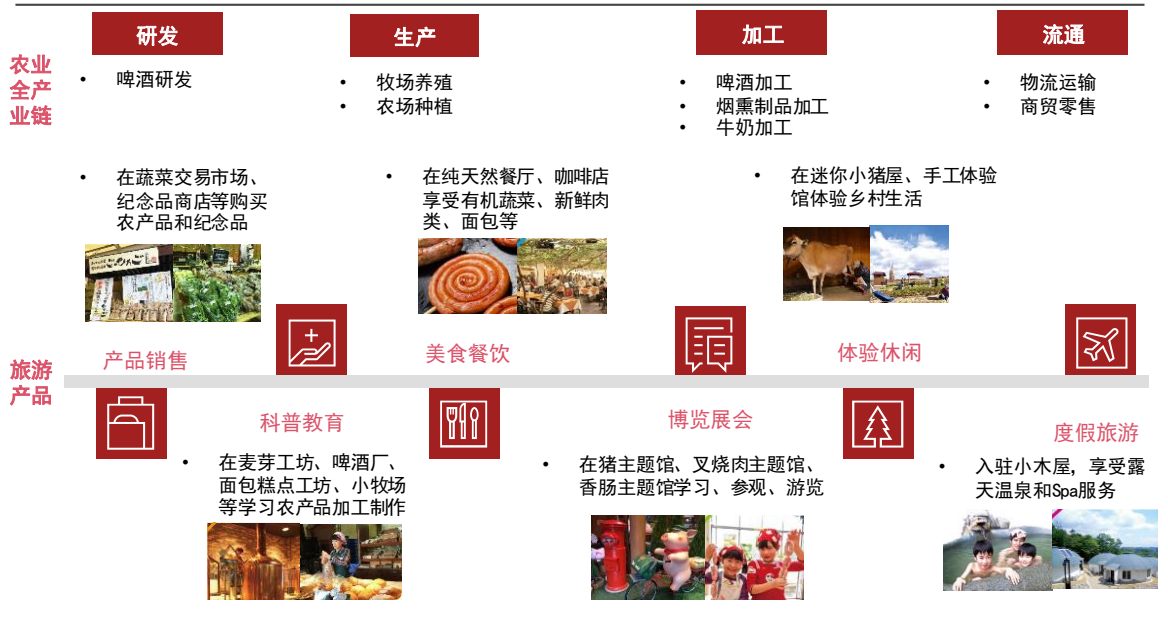 研发
生产
加工
流通
农业
全产
业链
• 啤酒研发
• 牧场养殖
• 农场种植
• 啤酒加工
• 烟熏制品加工
• 牛奶加工
• 物流运输
• 商贸零售
• 在蔬菜交易市场、
纪念品商店等购买
农产品和纪念品
• 在纯天然餐厅、咖啡店
享受有机蔬菜、新鲜肉
类、面包等
• 在迷你小猪屋、手工体验
馆体验乡村生活
旅游
产品
产品销售
美食餐饮
体验休闲
科普教育
博览展会
度假旅游
• 在麦芽工坊、啤酒厂、
面包糕点工坊、小牧场
等学习农产品加工制作
• 在猪主题馆、叉烧肉主题馆、
香肠主题馆学习、参观、游览
• 入驻小木屋，享受露
天温泉和Spa服务